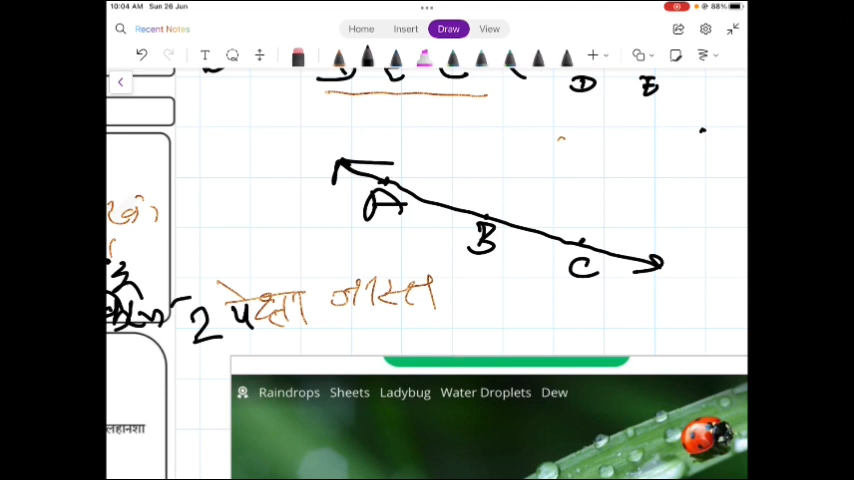 10:04 AM Sun 26 Jun
88%
Recent Notes
Home Insert Draw View
D E
A
B
C
2 पेक्षा जास्त
लहानशा
Raindrops Sheets Ladybug Water Droplets Dew